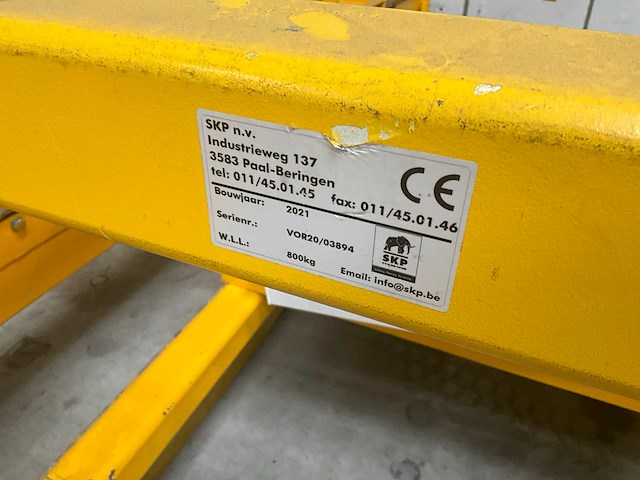 SKP n.v.
Industrieweg 137
3583 Paal-Beringen
tel: 011/45.01.45 fax: 011/45.01.46
CE
Bouwjaar: 2021
Serienr.: VOR20/03894
W.L.L.: 800kg
SKP
Email: info@skp.be